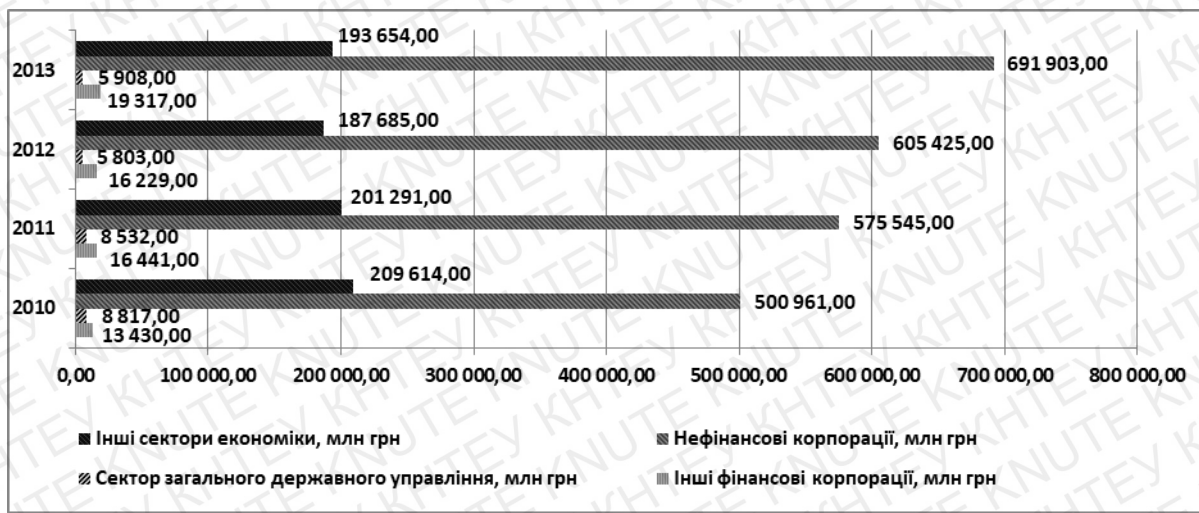 193 654,00
2013 691 903,00
5 908,00
19 317,00
187 685,00
2012 605 425,00
5 803,00
16 229,00
201 291,00
2011 575 545,00
8 532,00
16 441,00
209 614,00
2010 500 961,00
8 817,00
13 430,00
0,00 100 000,00 200 000,00 300 000,00 400 000,00 500 000,00 600 000,00 700 000,00 800 000,00
Інші сектори економіки, млн грн Нефінансові корпорації, млн грн
Сектор загального державного управління, млн грн Інші фінансові корпорації, млн грн
КНТЕУ KNUTE